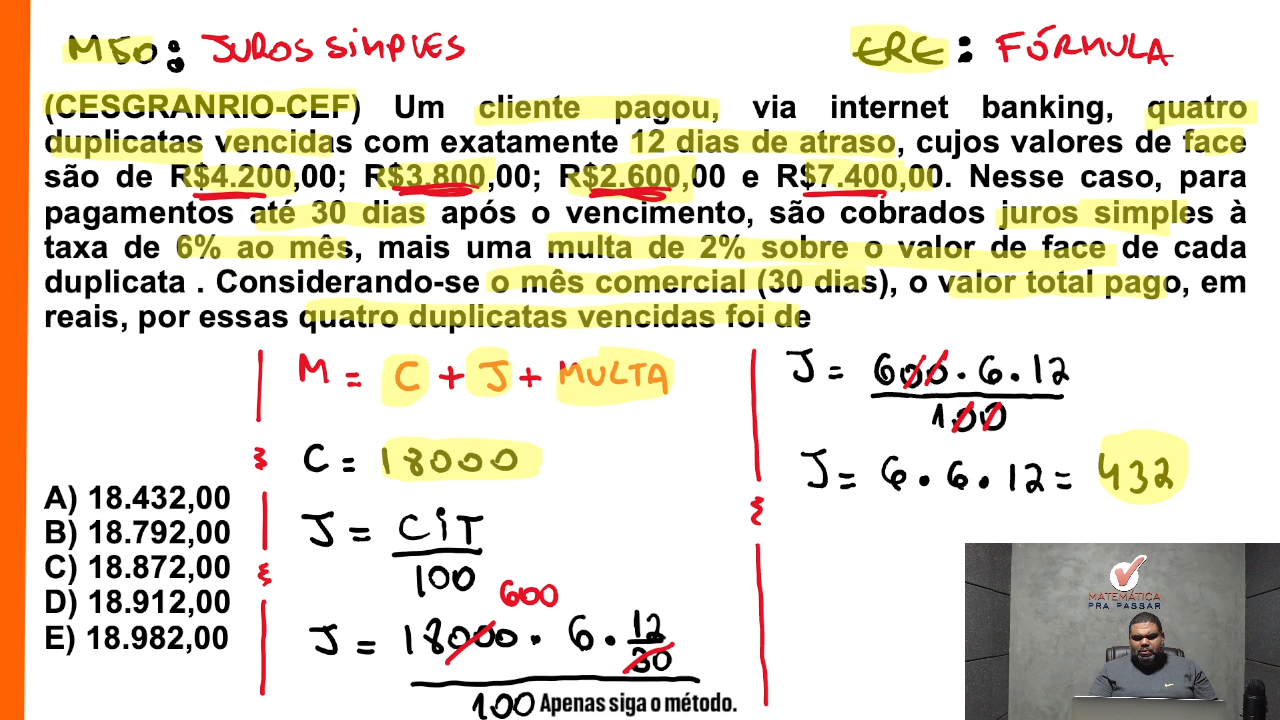 M50: JUROS SIMPLES
CRC: FÓRMULA
(CESGRANRIO-CEF) Um cliente pagou, via internet banking, quatro
duplicatas vencidas com exatamente 12 dias de atraso, cujos valores de face
são de R$4.200,00; R$3.800,00; R$2.600,00 e R$7.400,00. Nesse caso, para
pagamentos até 30 dias após o vencimento, são cobrados juros simples à
taxa de 6% ao mês, mais uma multa de 2% sobre o valor de face de cada
duplicata . Considerando-se o mês comercial (30 dias), o valor total pago, em
reais, por essas quatro duplicatas vencidas foi de
A) 18.432,00
B) 18.792,00
C) 18.872,00
D) 18.912,00
E) 18.982,00
M = C + J + MULTA
C = 18000
J = CiT
100
600
J = 18000 . 6 . 12
30
100
Apenas siga o método.
J = 600 . 6 . 12
100
J = 6 . 6 . 12 = 432
MATEMÁTICA
PRA PASSAR